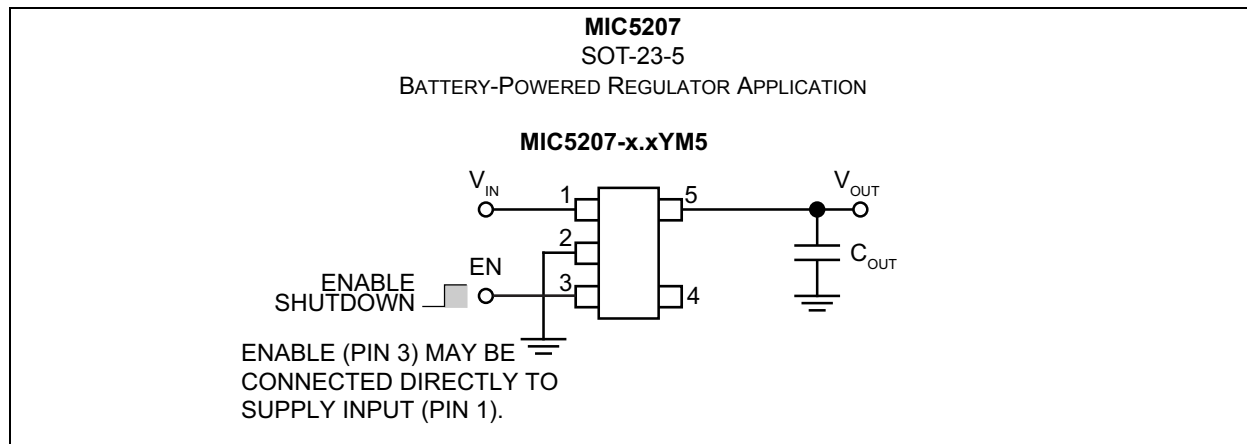 MIC5207
SOT-23-5
BATTERY-POWERED REGULATOR APPLICATION
MIC5207-x.xYM5
VIN
VOUT
1
5
2
EN
COUT
ENABLE
SHUTDOWN
3
4
ENABLE (PIN 3) MAY BE
CONNECTED DIRECTLY TO
SUPPLY INPUT (PIN 1).